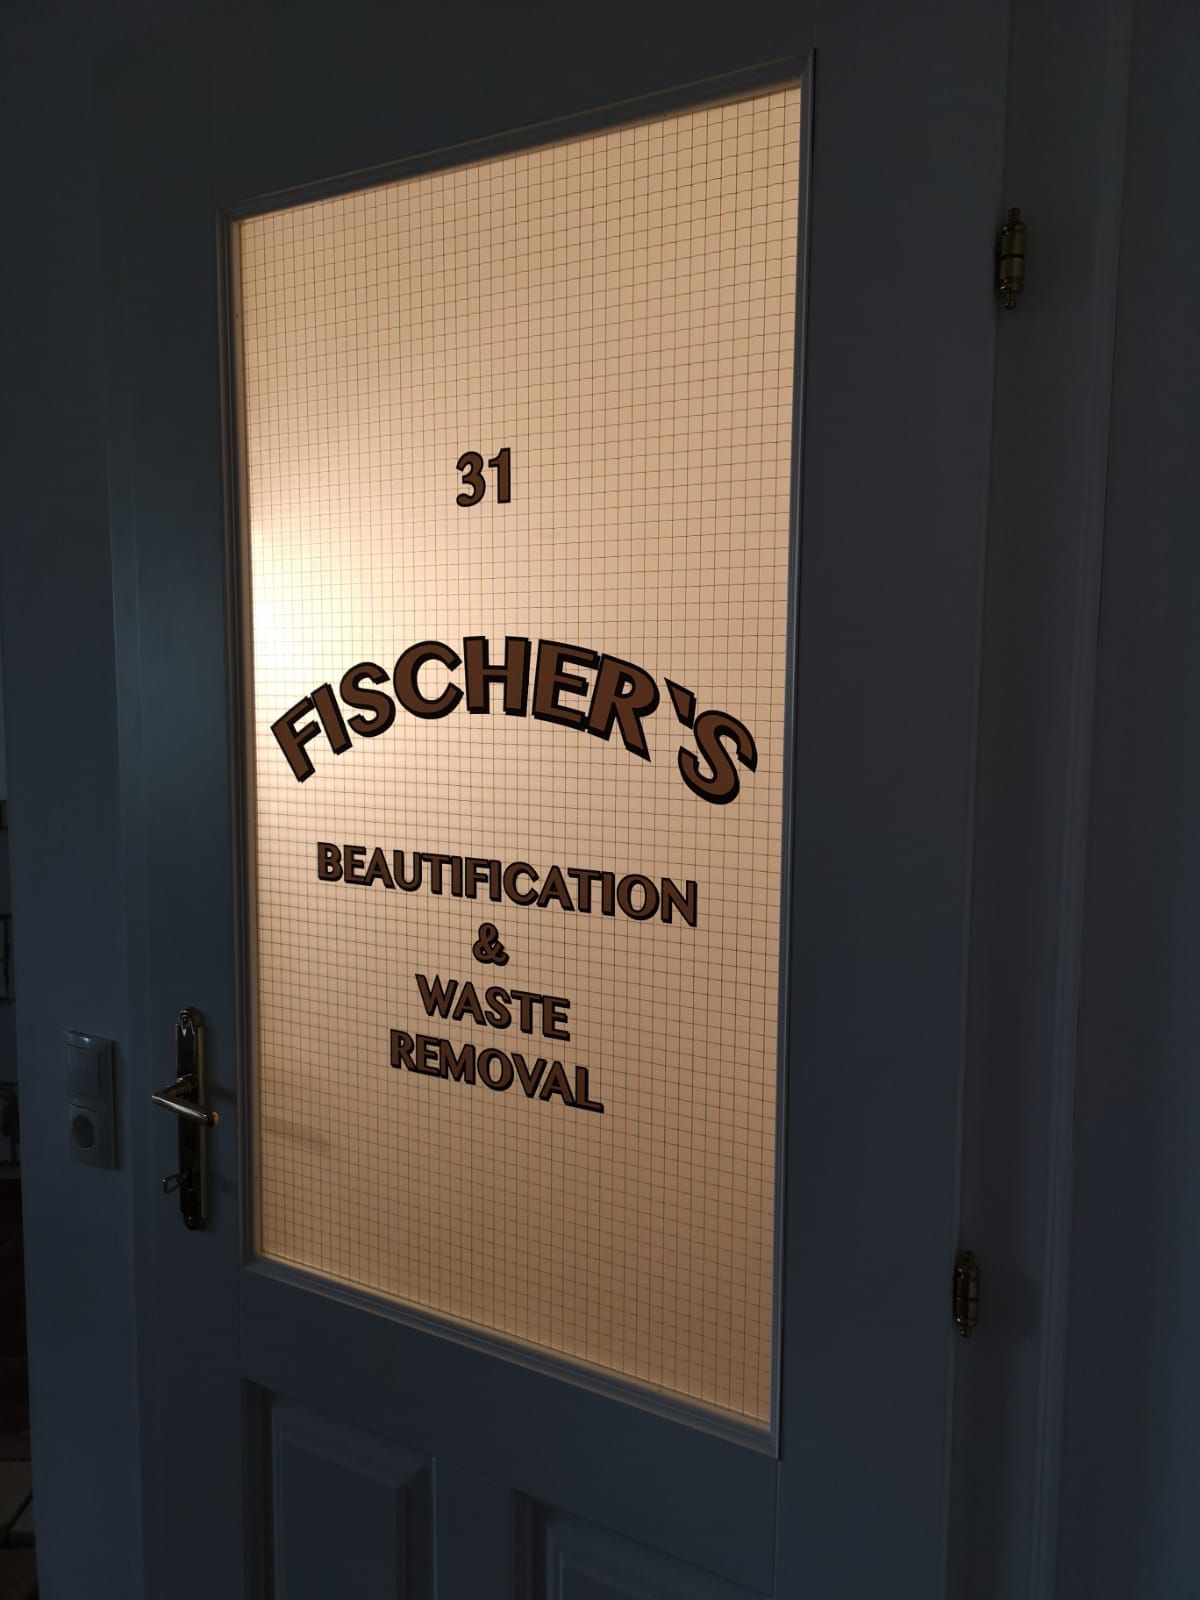 31
FISCHER`S
BEAUTIFICATION
&
WASTE
REMOVAL